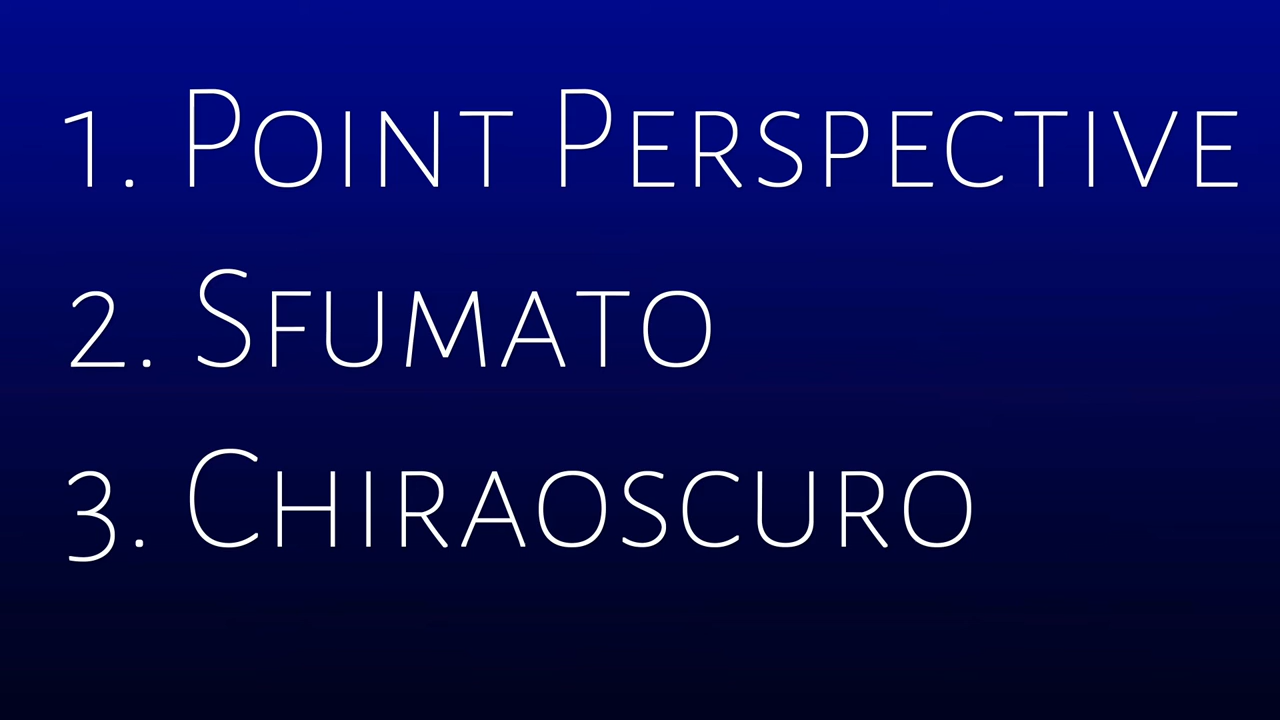 1. Point Perspective
2. Sfumato
3. Chiraoscuro